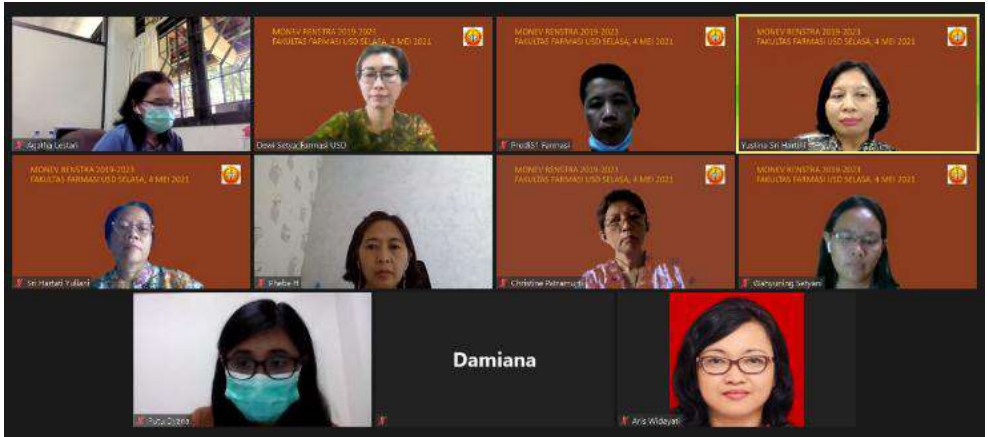 MONEV RENSTRA 2019-2023
FAKULTAS FARMASI USD SELASA, 4 MEI 2021
MONEV RENSTRA 2019-2023
FAKULTAS FARMASI USD SELASA, 4 MEI 2021
MONEV RENSTRA 2019-2023
FAKULTAS FARMASI USD SELASA, 4 MEI 2021
Agatha Lestari
Dewi Setya_Farmasi USD
Farmasi
Yustina Sri Hartini
MONEV RENSTRA 2019-2023
FAKULTAS FARMASI USD SELASA, 4 MEI 2021
MONEV RENSTRA 2019-2023
FAKULTAS FARMASI USD SELASA, 4 MEI 2021
MONEV RENSTRA 2019-2023
FAKULTAS FARMASI USD SELASA, 4 MEI 2021
Sri Hartati Yuliani
Phebe H
Christine Patramurti
Wahyuning Setyani
Damiana
Putu Dyana
Aris Widayati